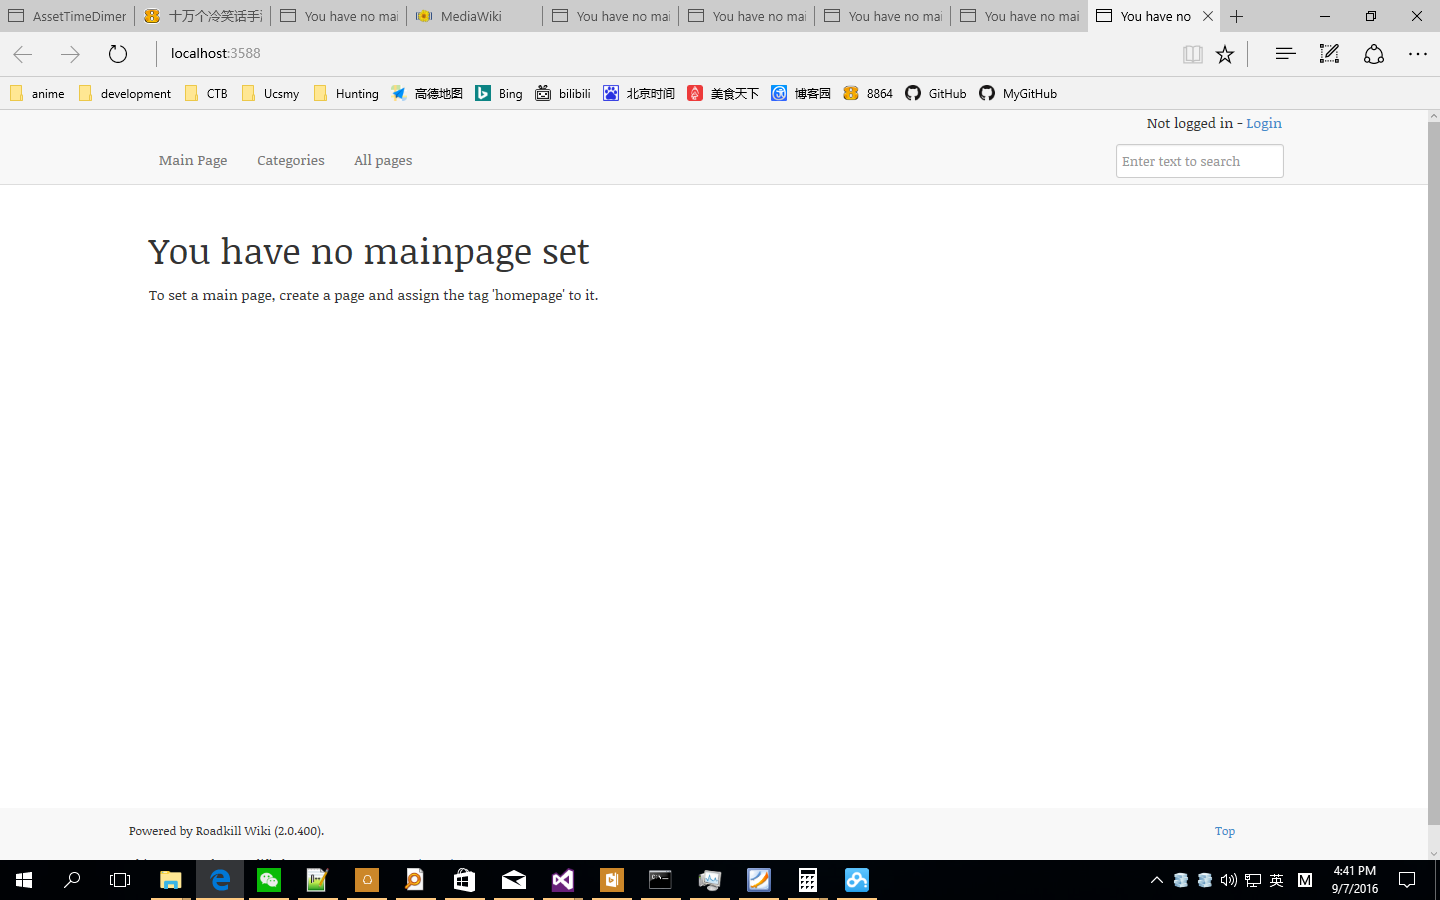 AssetTimeDimer
十万个冷笑话手
You have no mai
MediaWiki
You have no mai
You have no mai
You have no mai
You have no mai
You have no
localhost:3588
anime
development
CTB
Ucsmy
Hunting
高德地图
Bing
bilibili
北京时间
美食天下
博客园
8864
GitHub
MyGitHub
Not logged in - Login
Main Page
Categories
All pages
Enter text to search
You have no mainpage set
To set a main page, create a page and assign the tag 'homepage' to it.
Powered by Roadkill Wiki (2.0.400).
Top
英
M
4:41 PM
9/7/2016